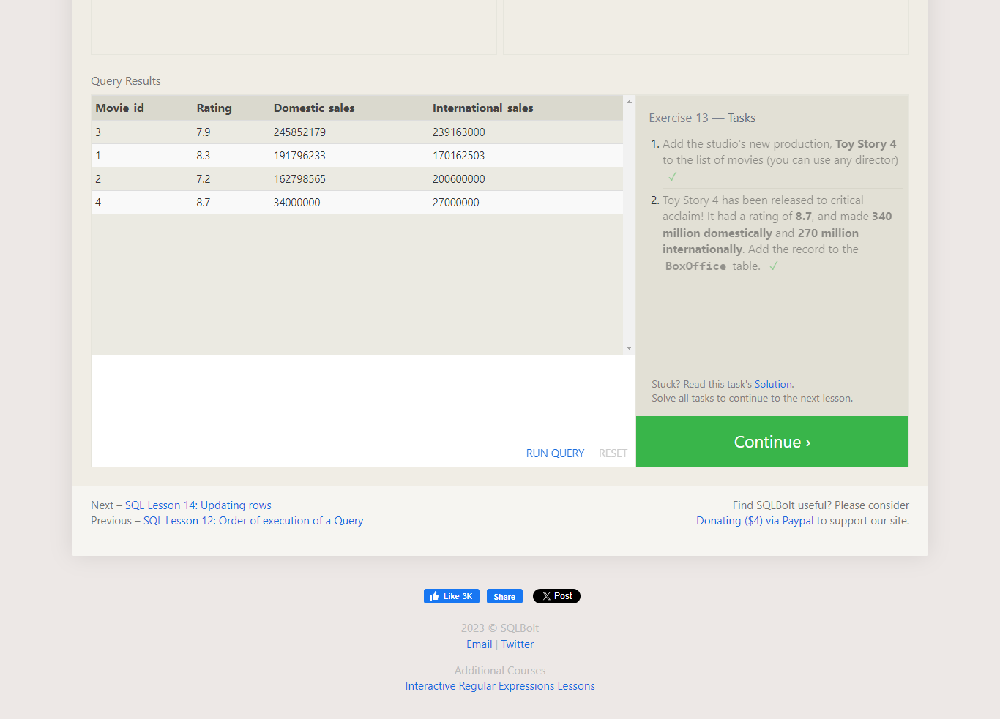 Query Results
Movie_id Rating Domestic_sales International_sales
3 7.9 245852179 239163000
1 8.3 191796233 170162503
2 7.2 162798565 200600000
4 8.7 34000000 27000000
RUN QUERY RESET
Exercise 13 — Tasks
1. Add the studio's new production, Toy Story 4
to the list of movies (you can use any director)
✓
2. Toy Story 4 has been released to critical
acclaim! It had a rating of 8.7, and made 340
million domestically and 270 million
internationally. Add the record to the
BoxOffice table. ✓
Stuck? Read this task's Solution.
Solve all tasks to continue to the next lesson.
Continue ›
Next – SQL Lesson 14: Updating rows
Previous – SQL Lesson 12: Order of execution of a Query
Find SQLBolt useful? Please consider
Donating ($4) via Paypal to support our site.
Like 3K Share X Post
2023 © SQLBolt
Email | Twitter
Additional Courses
Interactive Regular Expressions Lessons